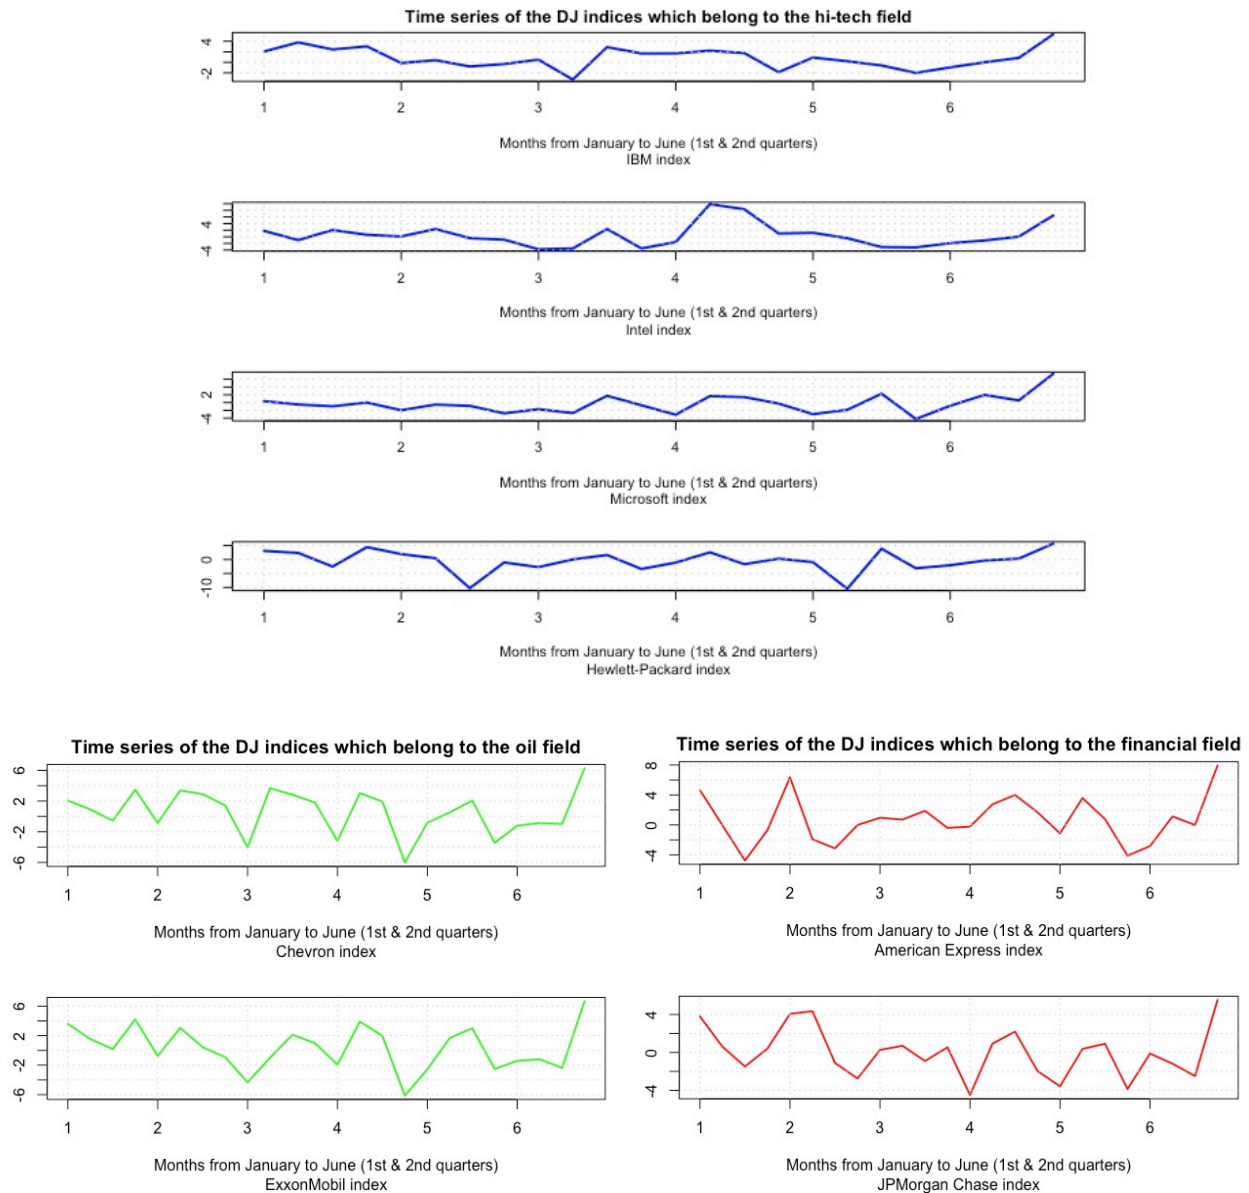 Time series of the DJ indices which belong to the hi-tech field
4
-2
1 2 3 4 5 6
Months from January to June (1st & 2nd quarters)
IBM index
4
-4
1 2 3 4 5 6
Months from January to June (1st & 2nd quarters)
Intel index
2
-4
1 2 3 4 5 6
Months from January to June (1st & 2nd quarters)
Microsoft index
0
-10
1 2 3 4 5 6
Months from January to June (1st & 2nd quarters)
Hewlett-Packard index
Time series of the DJ indices which belong to the oil field
6
2
-2
-6
1 2 3 4 5 6
Months from January to June (1st & 2nd quarters)
Chevron index
6
2
-2
-6
1 2 3 4 5 6
Months from January to June (1st & 2nd quarters)
ExxonMobil index
Time series of the DJ indices which belong to the financial field
8
4
0
-4
1 2 3 4 5 6
Months from January to June (1st & 2nd quarters)
American Express index
4
0
-4
1 2 3 4 5 6
Months from January to June (1st & 2nd quarters)
JPMorgan Chase index